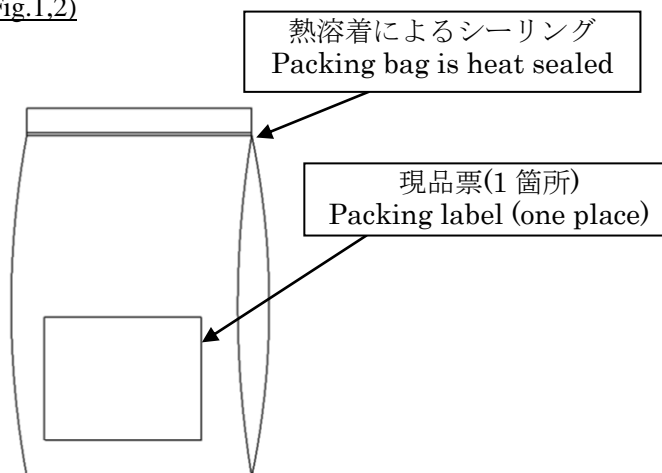 Fig.1,2)
熱溶着によるシーリング
Packing bag is heat sealed
現品票(1 箇所)
Packing label (one place)